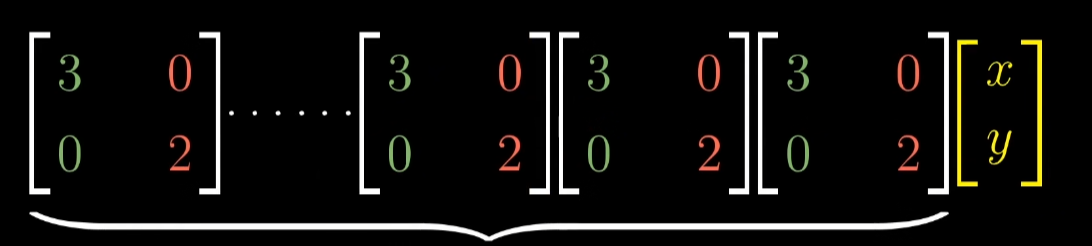 [3 0] ...... [3 0] [3 0] [3 0] [x]
[0 2] [0 2] [0 2] [0 2] [y]